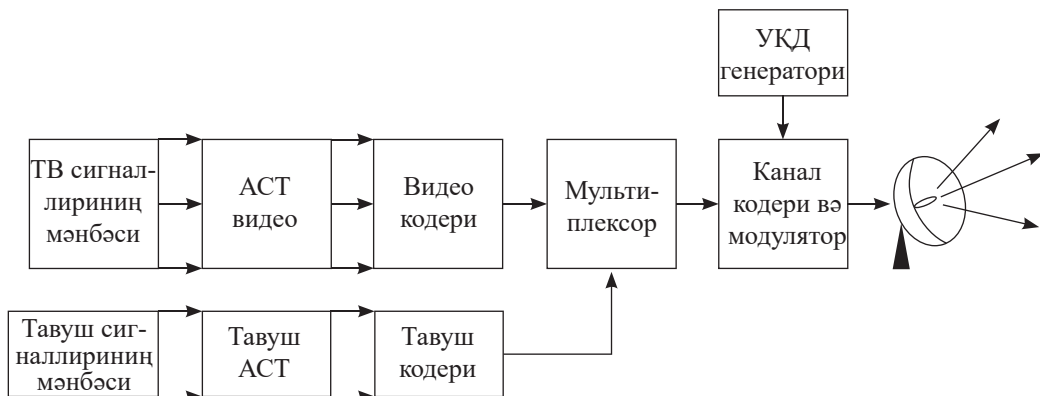 УҚД
генератори
ТВ сигнал-
лириниң
мәнбәси
АСТ
видео
Видео
кодери
Мульти-
плексор
Канал
кодери вә
модулятор
Тавуш сиг-
наллириниң
мәнбәси
Тавуш
АСТ
Тавуш
кодери